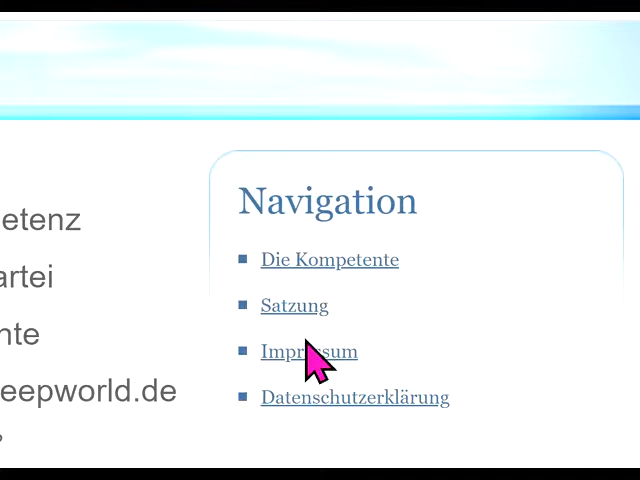 etenz
artei
nte
eepworld.de
Navigation
Die Kompetente
Satzung
Impressum
Datenschutzerklärung